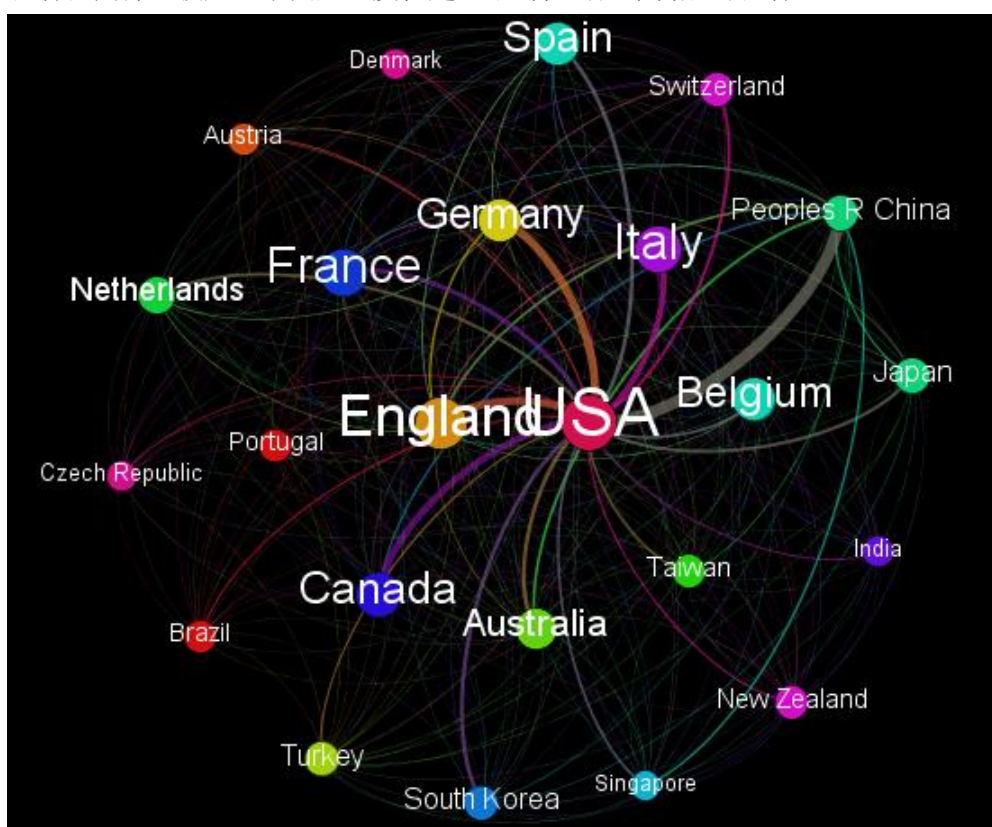 Spain
Denmark
Switzerland
Austria
Peoples R China
Germany
Italy
France
Netherlands
Japan
Belgium
England
USA
Portugal
Czech Republic
India
Taiwan
Canada
Australia
Brazil
New Zealand
Turkey
Singapore
South Korea